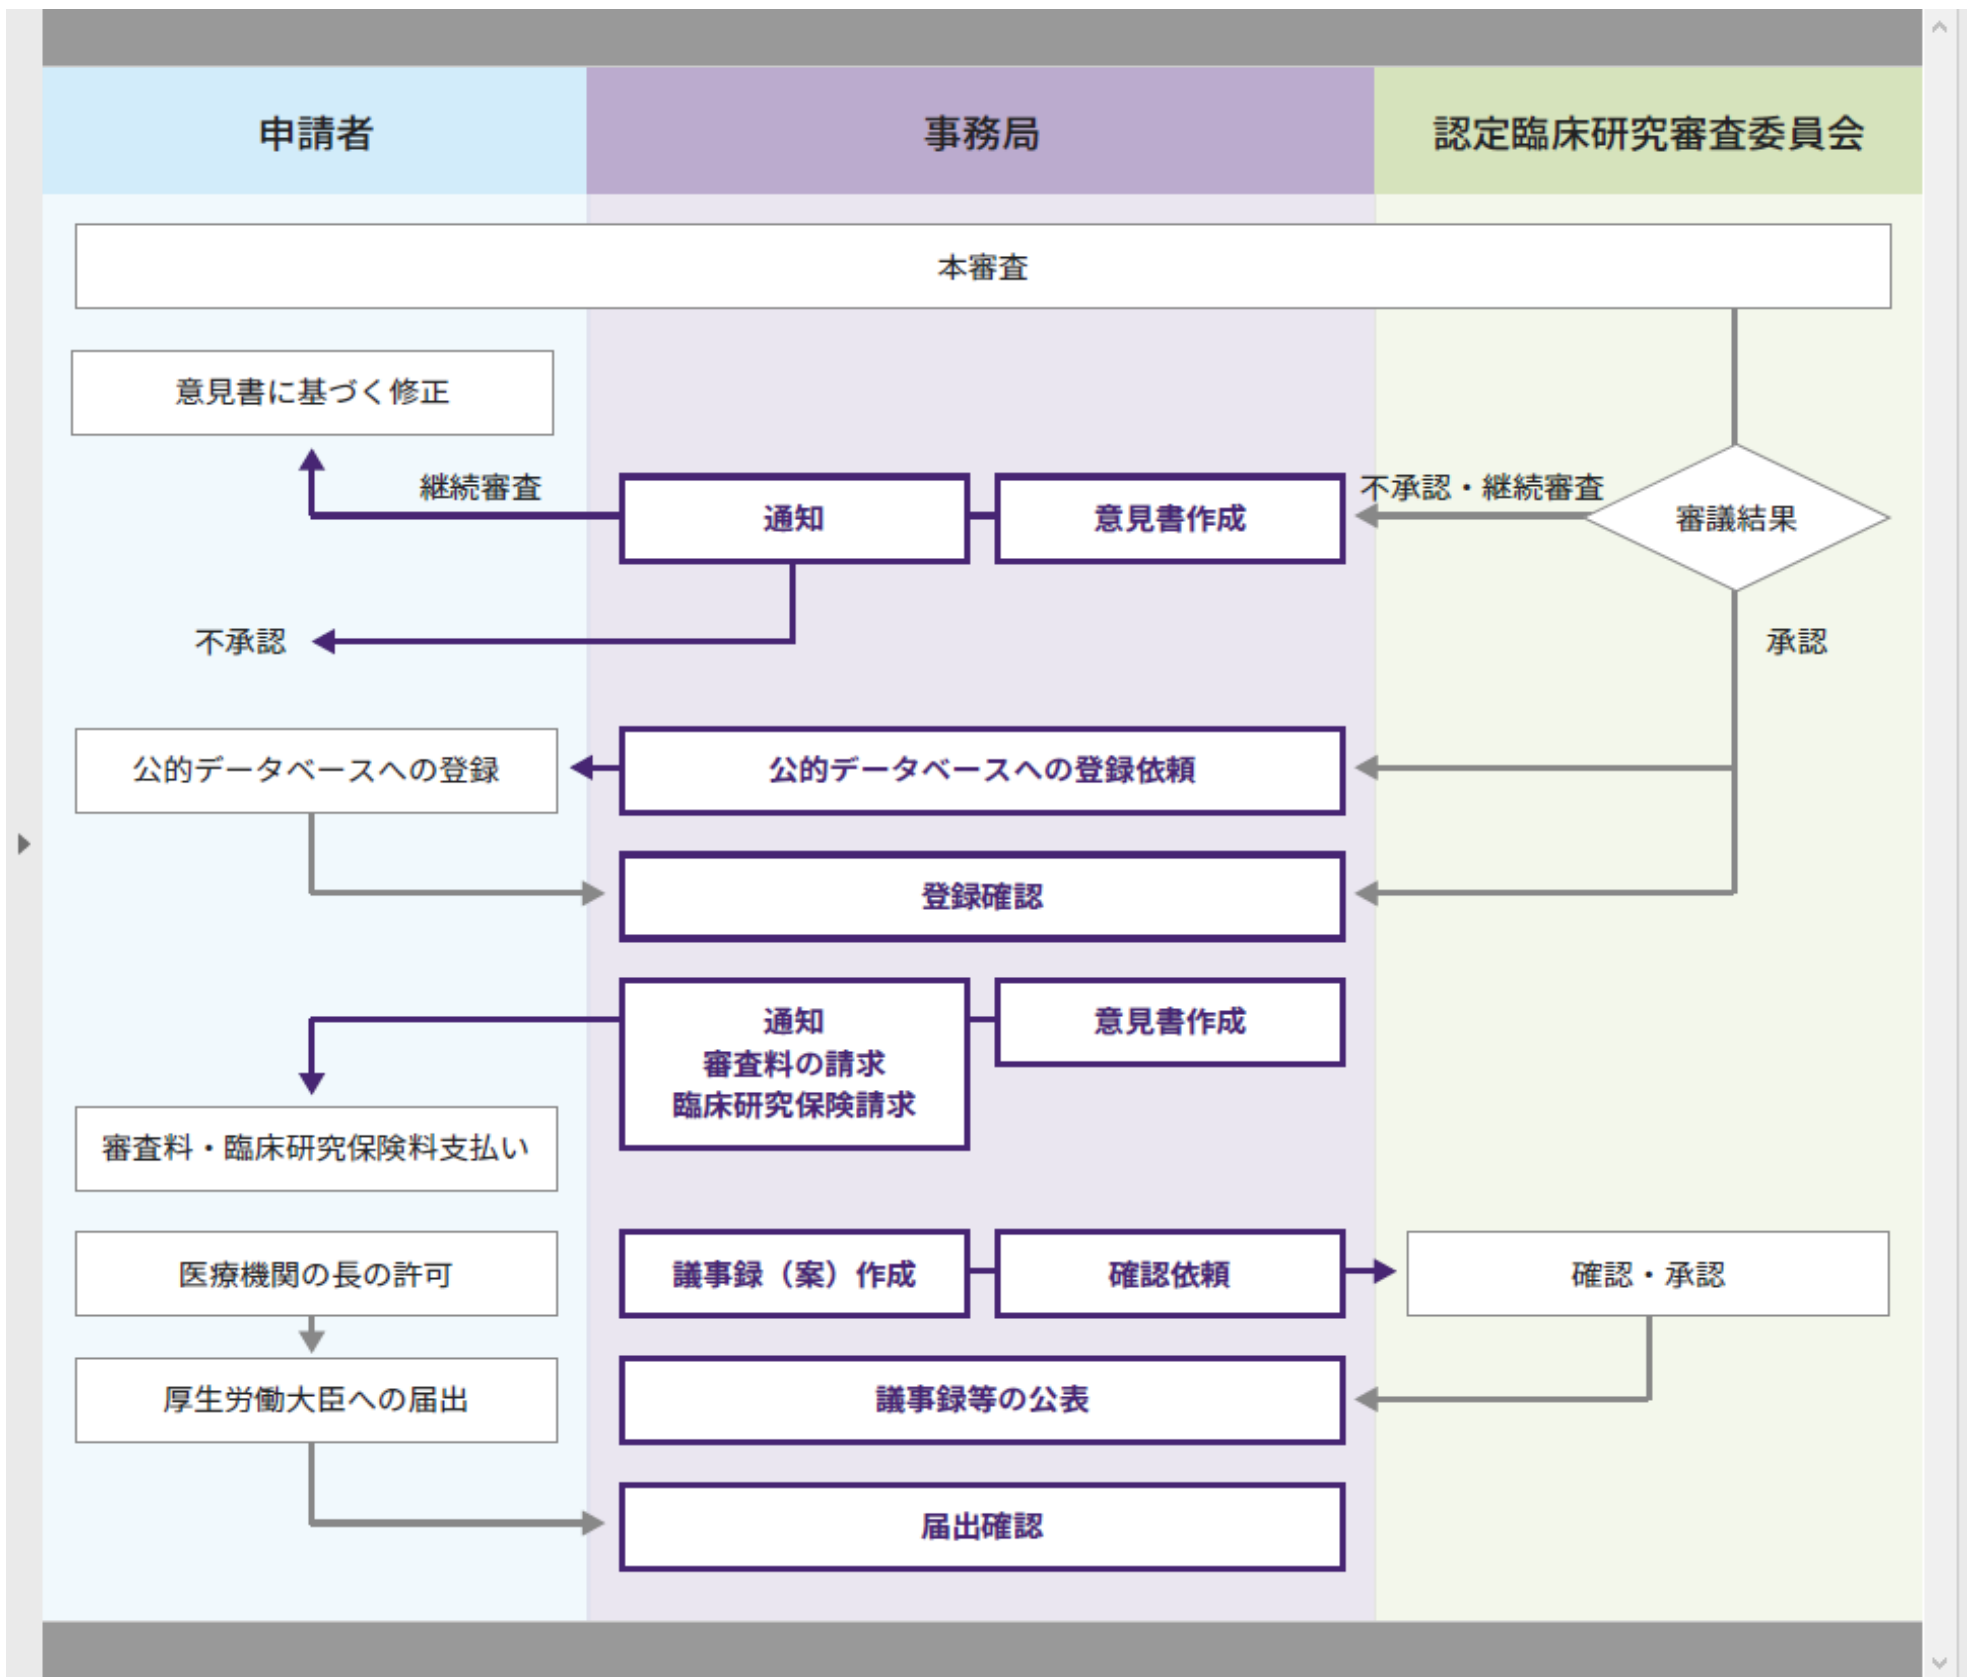 申請者
事務局
認定臨床研究審査委員会
本審査
意見書に基づく修正
継続審査
通知
意見書作成
不承認・継続審査
審議結果
不承認
承認
公的データベースへの登録
公的データベースへの登録依頼
登録確認
通知
審査料の請求
臨床研究保険請求
意見書作成
審査料・臨床研究保険料支払い
医療機関の長の許可
議事録（案）作成
確認依頼
確認・承認
厚生労働大臣への届出
議事録等の公表
届出確認